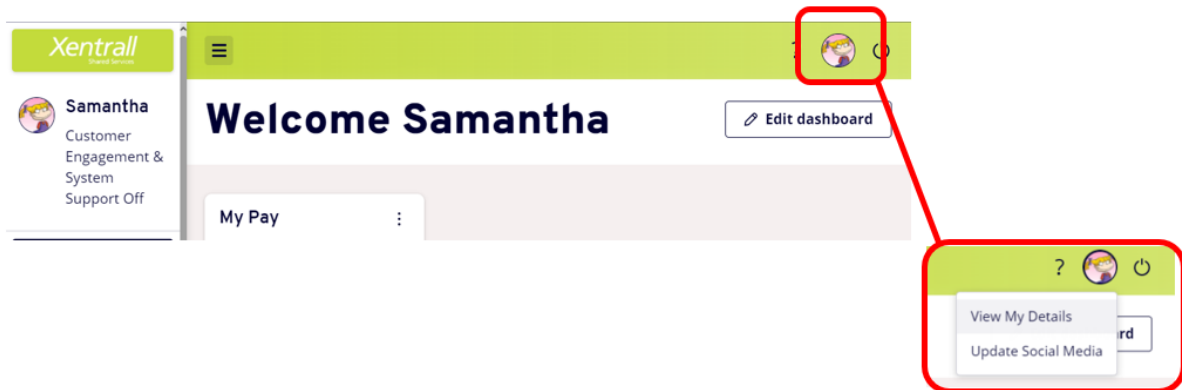 Xentrall
Shared Services
?
Samantha
Customer
Engagement &
System
Support Off
Welcome Samantha
Edit dashboard
My Pay
?
View My Details
rd
Update Social Media